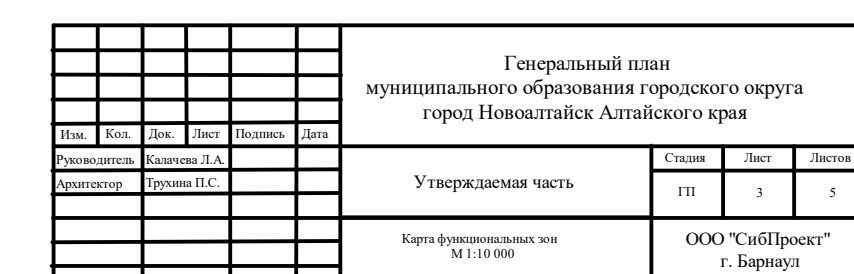 Генеральный план
муниципального образования городского округа
город Новоалтайск Алтайского края
Изм. Кол. Док. Лист Подпись Дата
Руководитель Калачева Л.А.
Архитектор Трухина П.С.
Утверждаемая часть
Стадия Лист Листов
ГП 3 5
Карта функциональных зон
М 1:10 000
ООО "СибПроект"
г. Барнаул